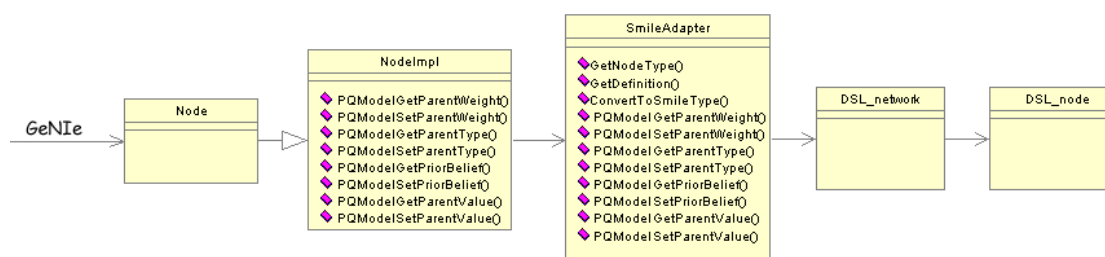 GeNIe
Node
NodeImpl
PQModelGetParentWeight()
PQModelSetParentWeight()
PQModelGetParentType()
PQModelSetParentType()
PQModelGetPriorBelief()
PQModelSetPriorBelief()
PQModelGetParentValue()
PQModelSetParentValue()
SmileAdapter
GetNodeType()
GetDefinition()
ConvertToSmileType()
PQModelGetParentWeight()
PQModelSetParentWeight()
PQModelGetParentType()
PQModelSetParentType()
PQModelGetPriorBelief()
PQModelSetPriorBelief()
PQModelGetParentValue()
PQModelSetParentValue()
DSL_network
DSL_node